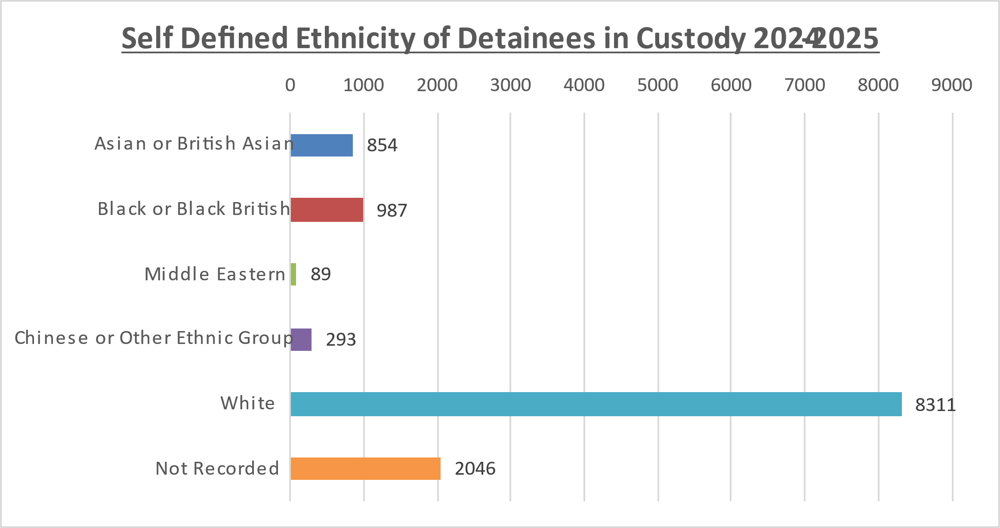 Self Defined Ethnicity of Detainees in Custody 2024-2025
0 1000 2000 3000 4000 5000 6000 7000 8000 9000
Asian or British Asian 854
Black or Black British 987
Middle Eastern 89
Chinese or Other Ethnic Group 293
White 8311
Not Recorded 2046